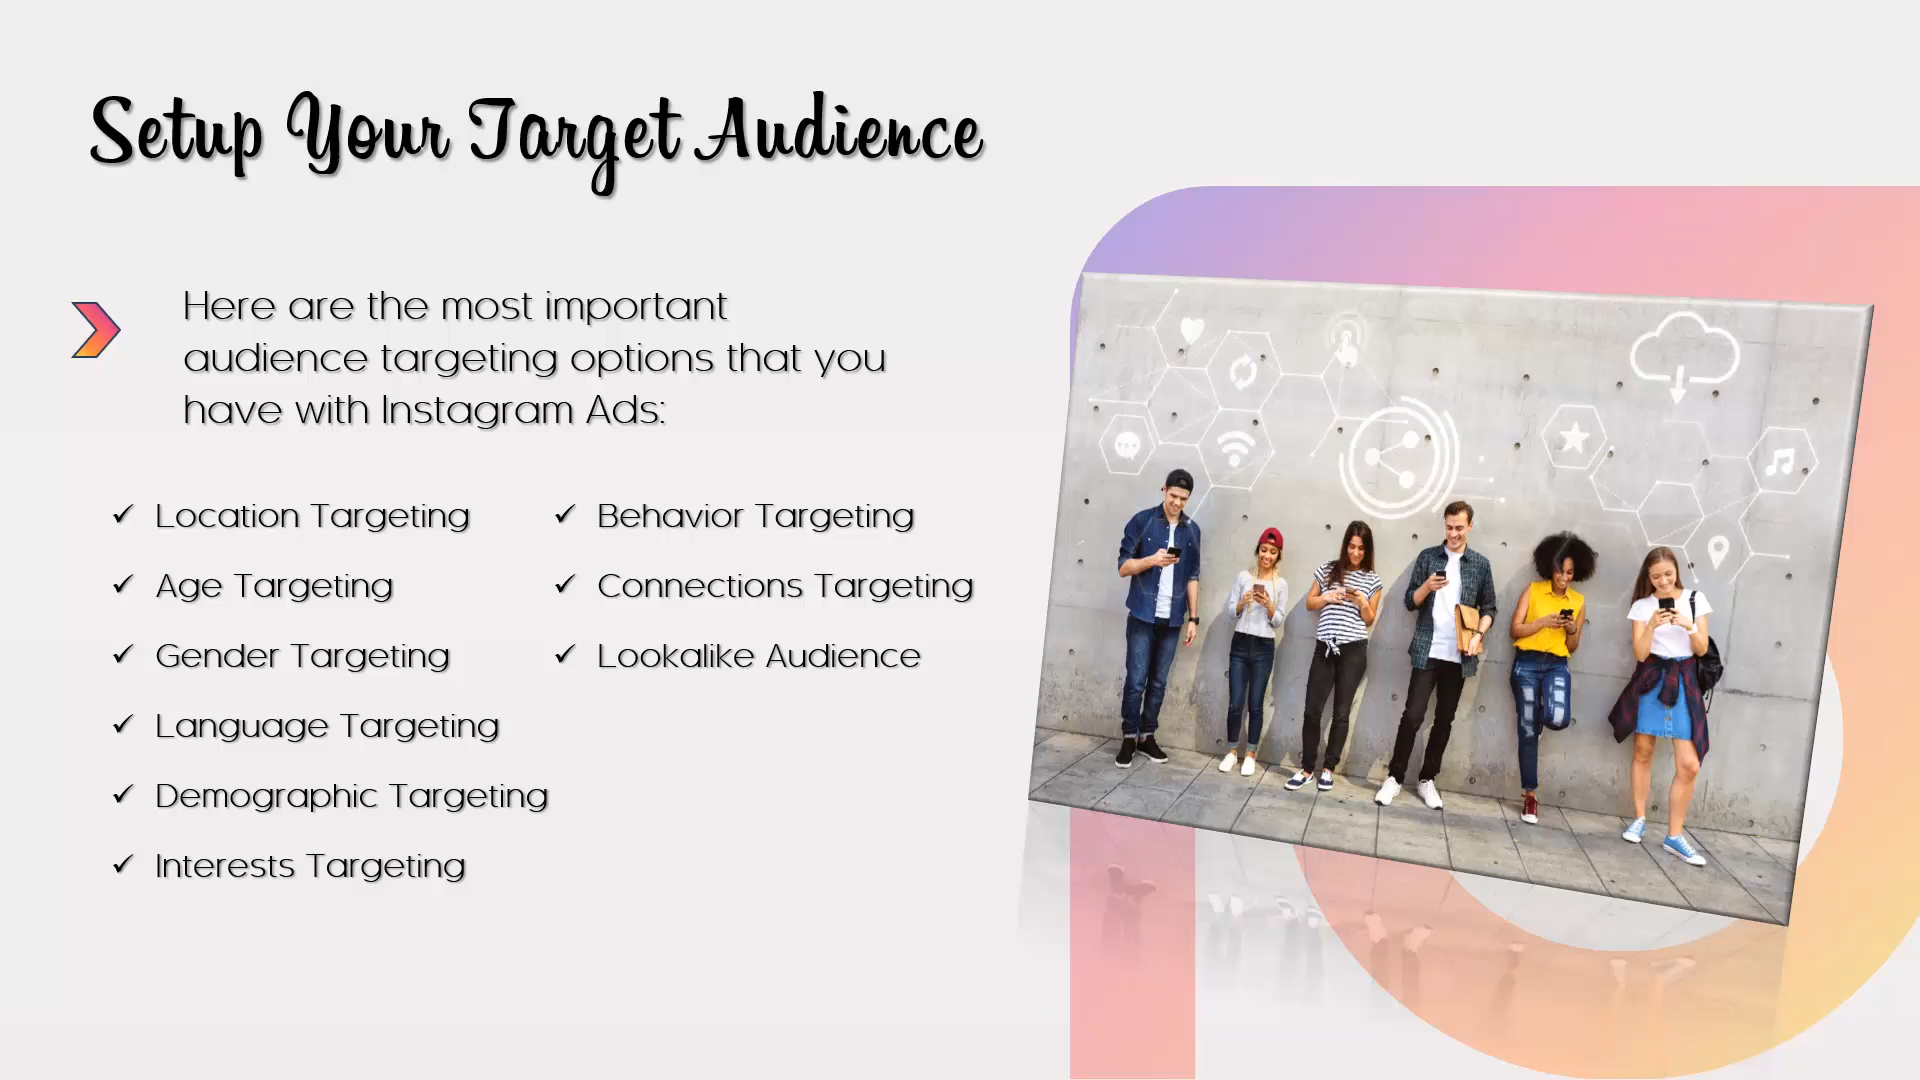 Setup Your Target Audience
Here are the most important
audience targeting options that you
have with Instagram Ads:
Location Targeting
Age Targeting
Gender Targeting
Language Targeting
Demographic Targeting
Interests Targeting
Behavior Targeting
Connections Targeting
Lookalike Audience